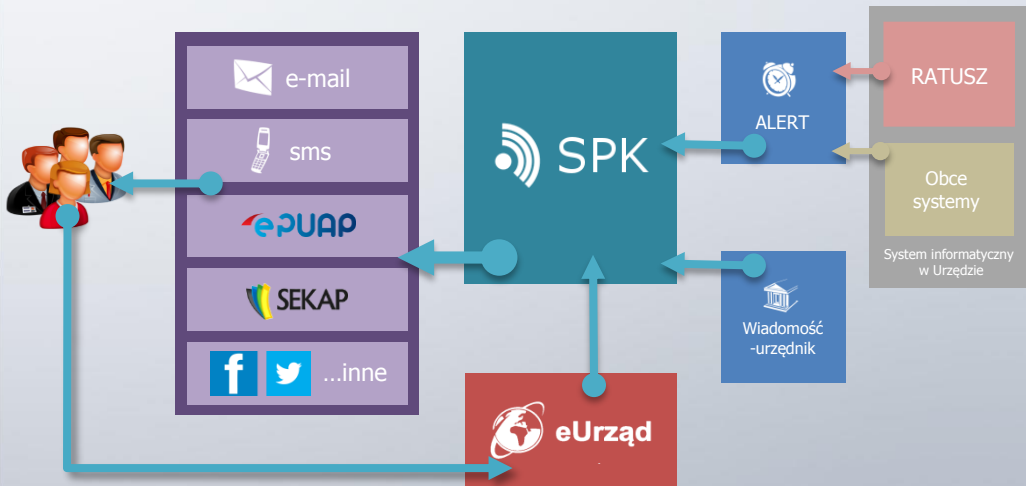 e-mail
sms
ePUAP
SEKAP
...inne
SPK
eUrząd
ALERT
Wiadomość
-urzędnik
RATUSZ
Obce
systemy
System informatyczny
w Urzędzie